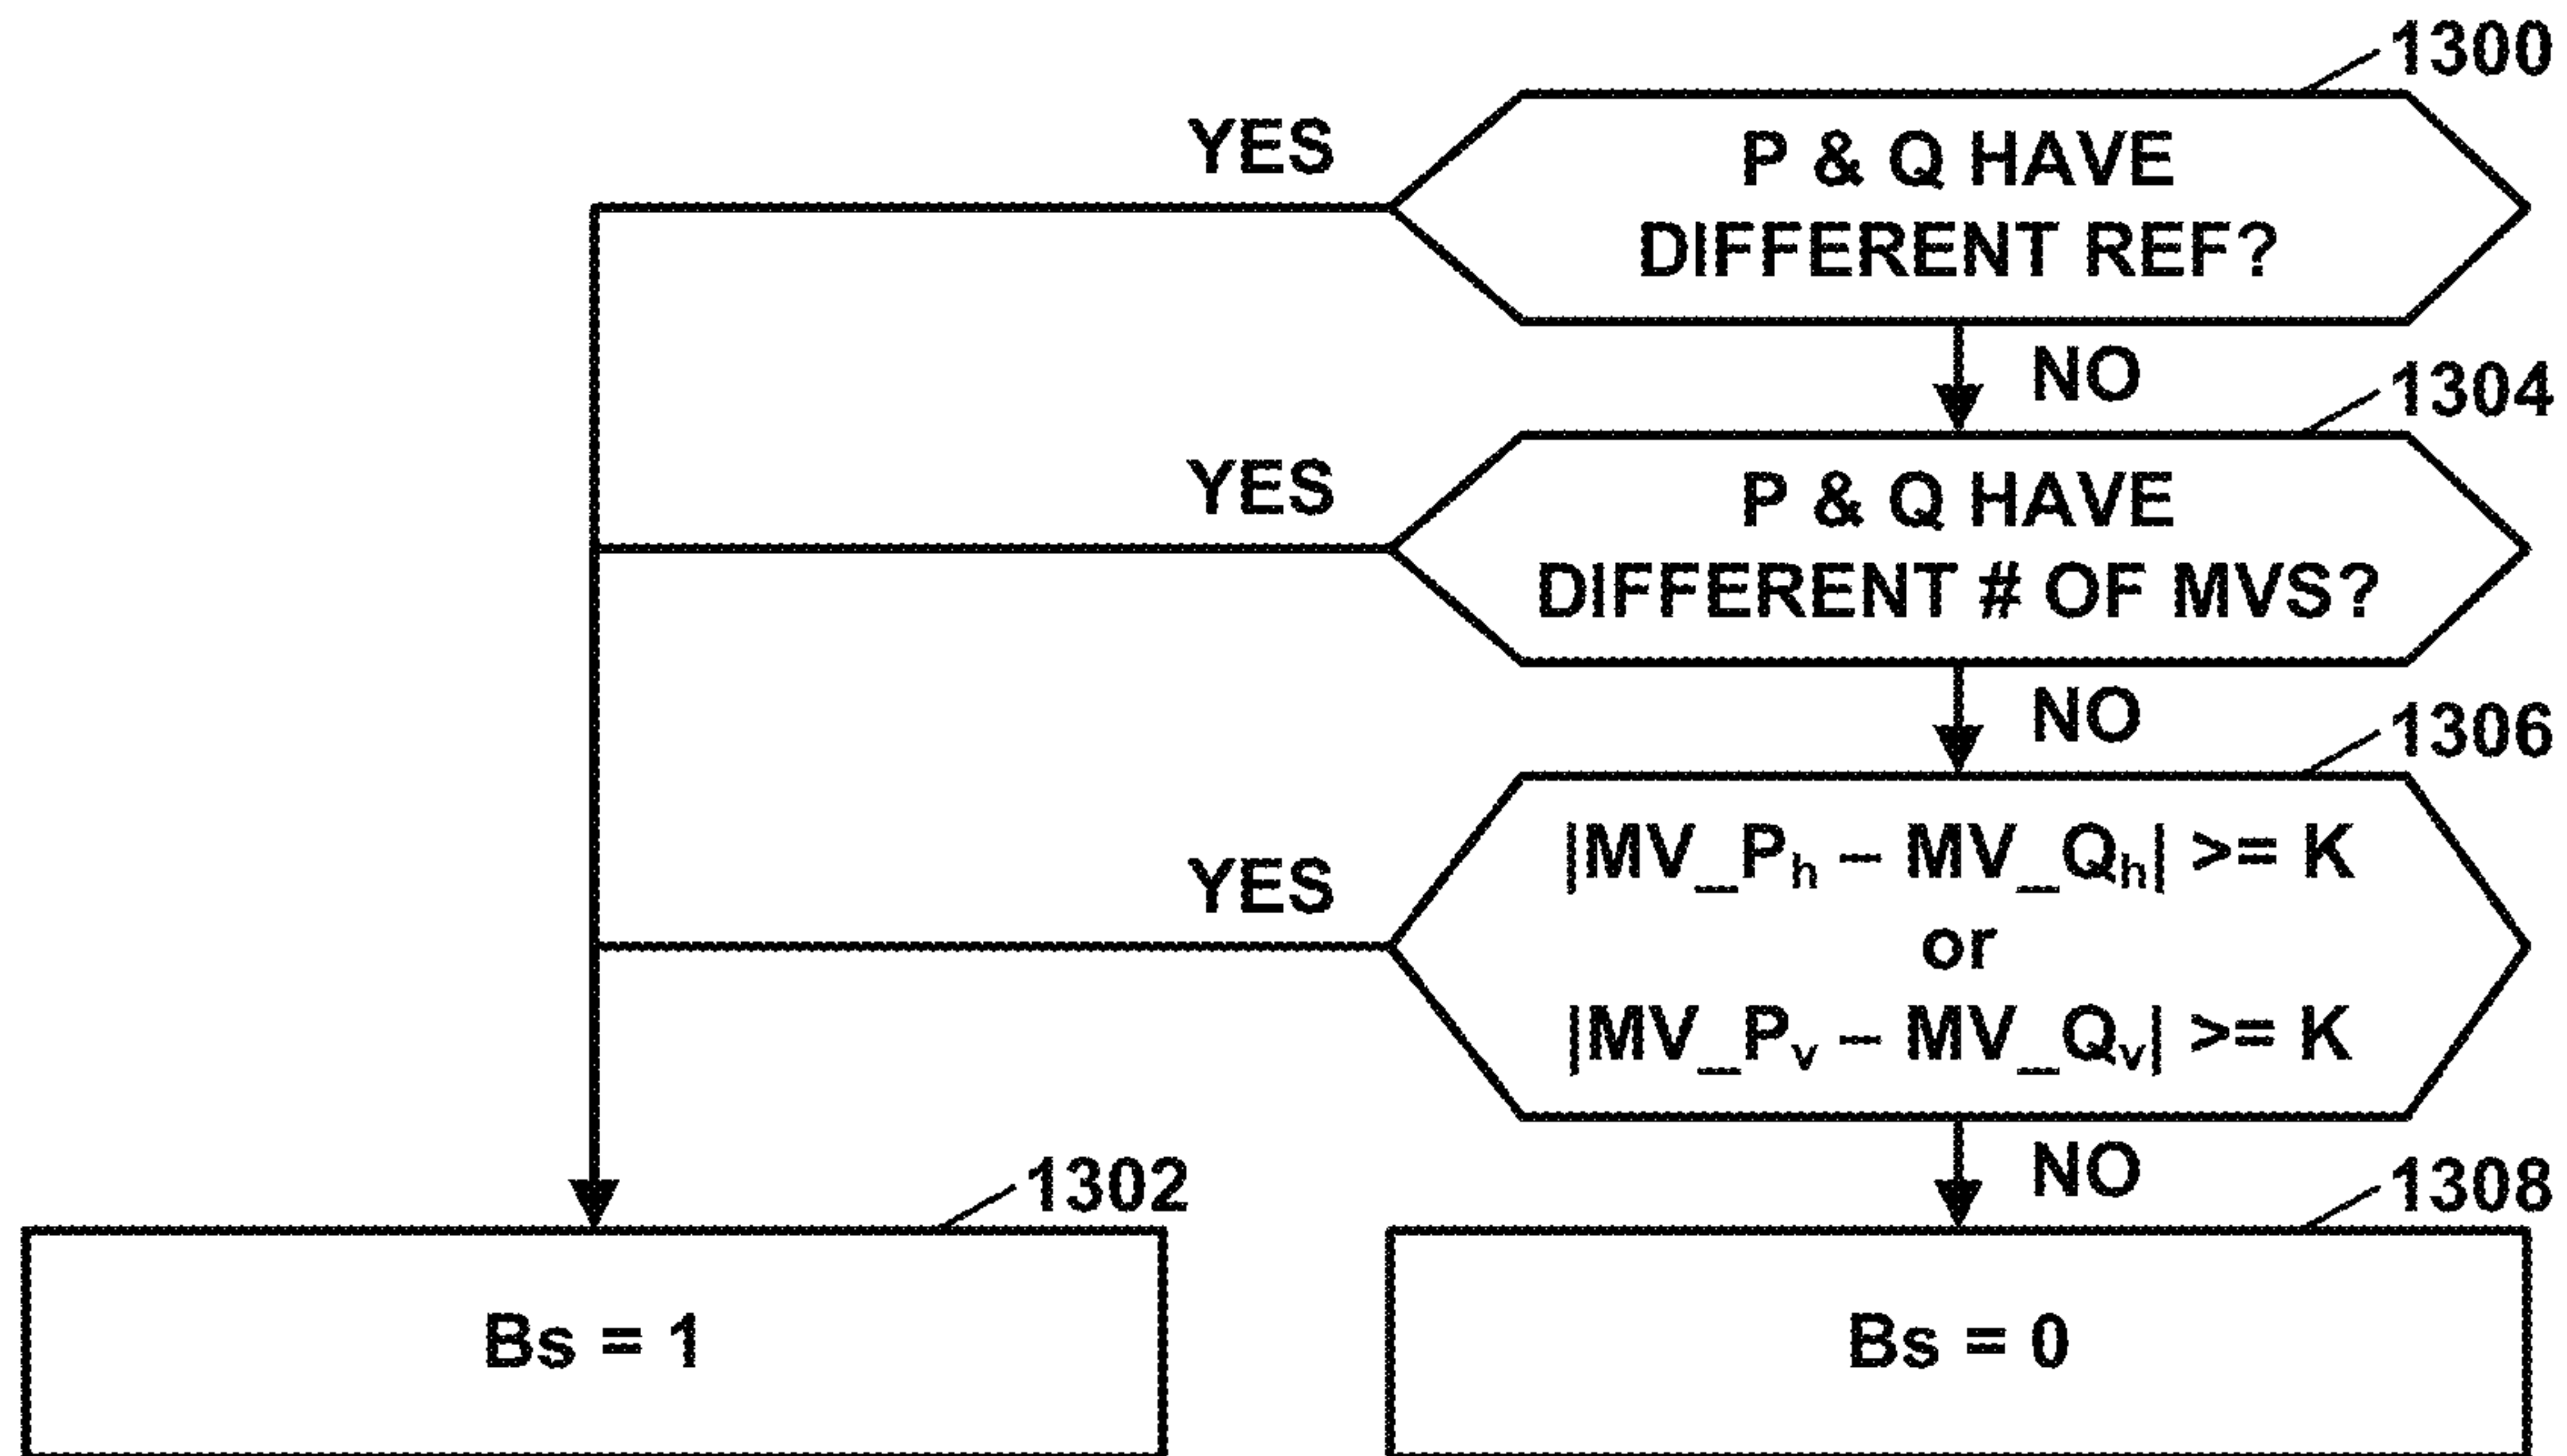 1300
YES
P & Q HAVE
DIFFERENT REF?
NO
1304
YES
P & Q HAVE
DIFFERENT # OF MVS?
NO
1306
YES
|MV_Ph – MV_Qh| >= K
or
|MV_Pv – MV_Qv| >= K
NO
1302
1308
Bs = 1
Bs = 0